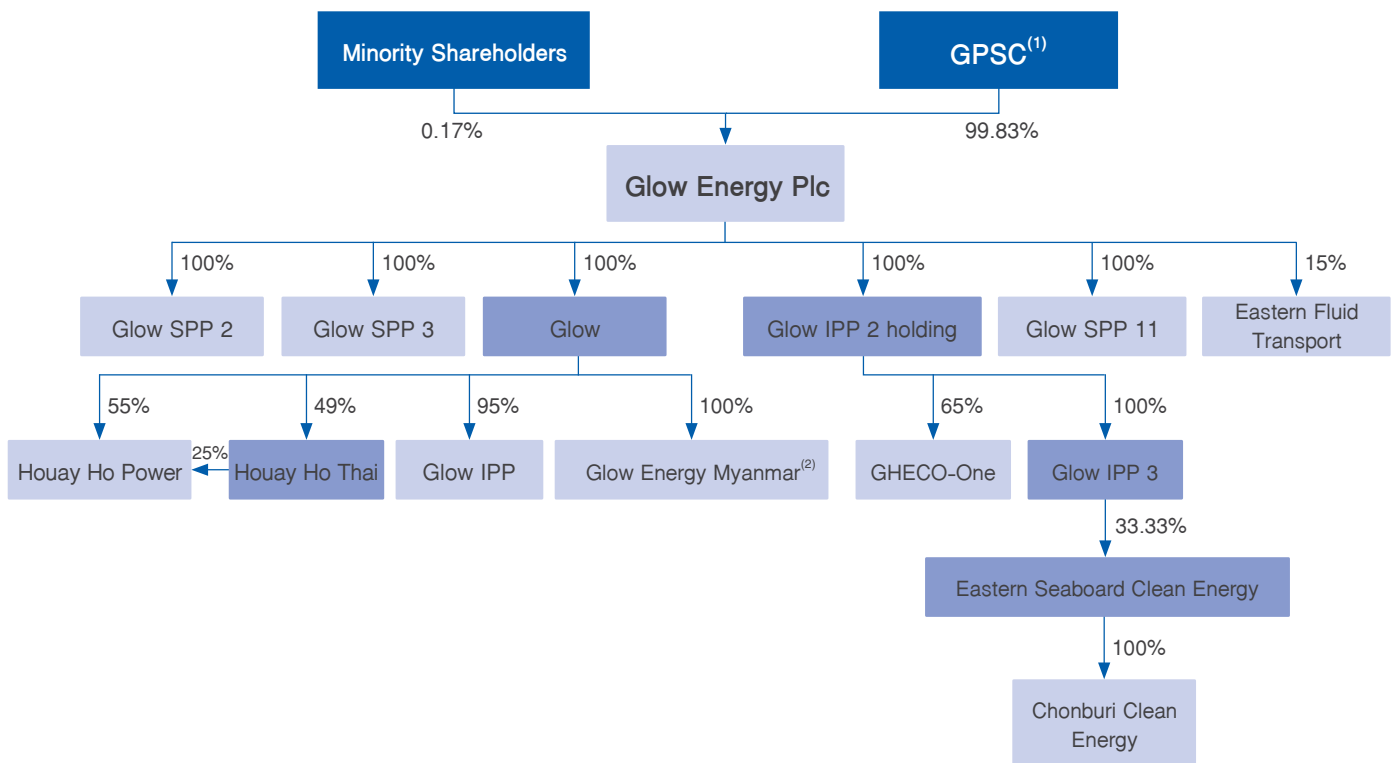 Minority Shareholders
GPSC(1)
0.17%
99.83%
Glow Energy Plc
100%
100%
100%
100%
100%
15%
Glow SPP 2
Glow SPP 3
Glow
Glow IPP 2 holding
Glow SPP 11
Eastern Fluid
Transport
55%
49%
95%
100%
65%
100%
Houay Ho Power
25%
Houay Ho Thai
Glow IPP
Glow Energy Myanmar(2)
GHECO-One
Glow IPP 3
33.33%
Eastern Seaboard Clean Energy
100%
Chonburi Clean
Energy